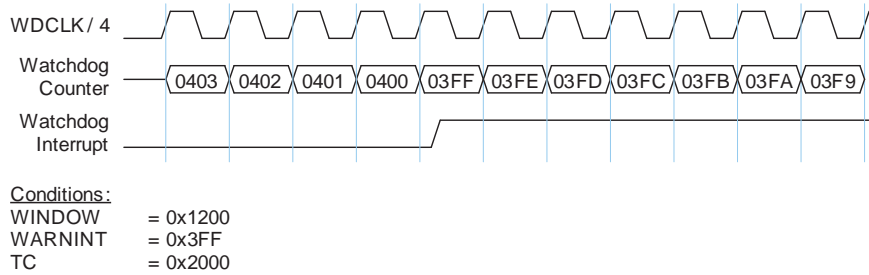 WDCLK / 4
Watchdog
Counter
0403 0402 0401 0400 03FF 03FE 03FD 03FC 03FB 03FA 03F9
Watchdog
Interrupt
Conditions:
WINDOW = 0x1200
WARNINT = 0x3FF
TC = 0x2000